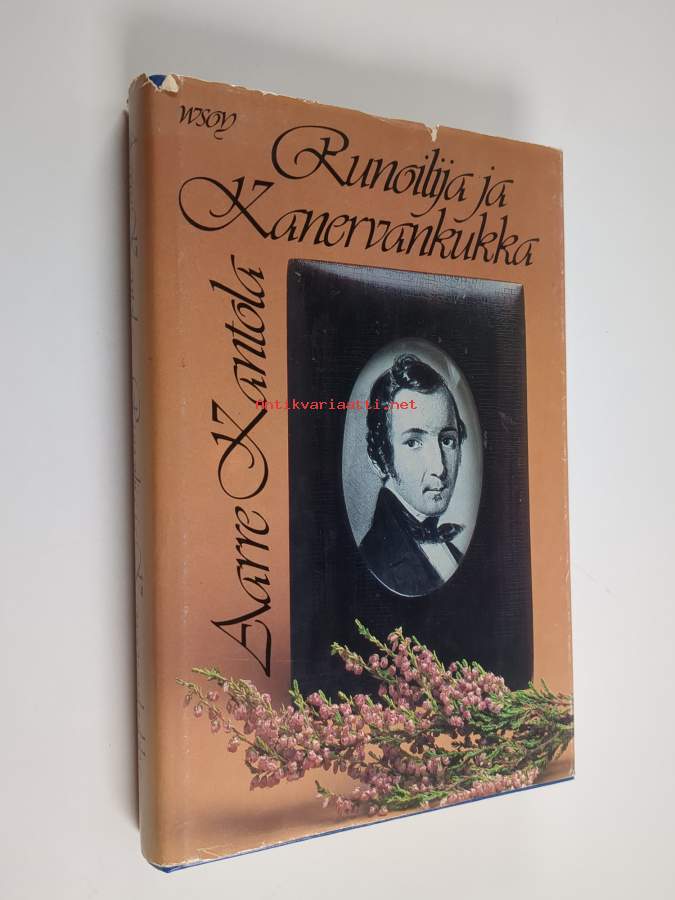 wsoy
Runoilija ja
Kanervankukka
Aarre Kantola
Antikvariaatti.net